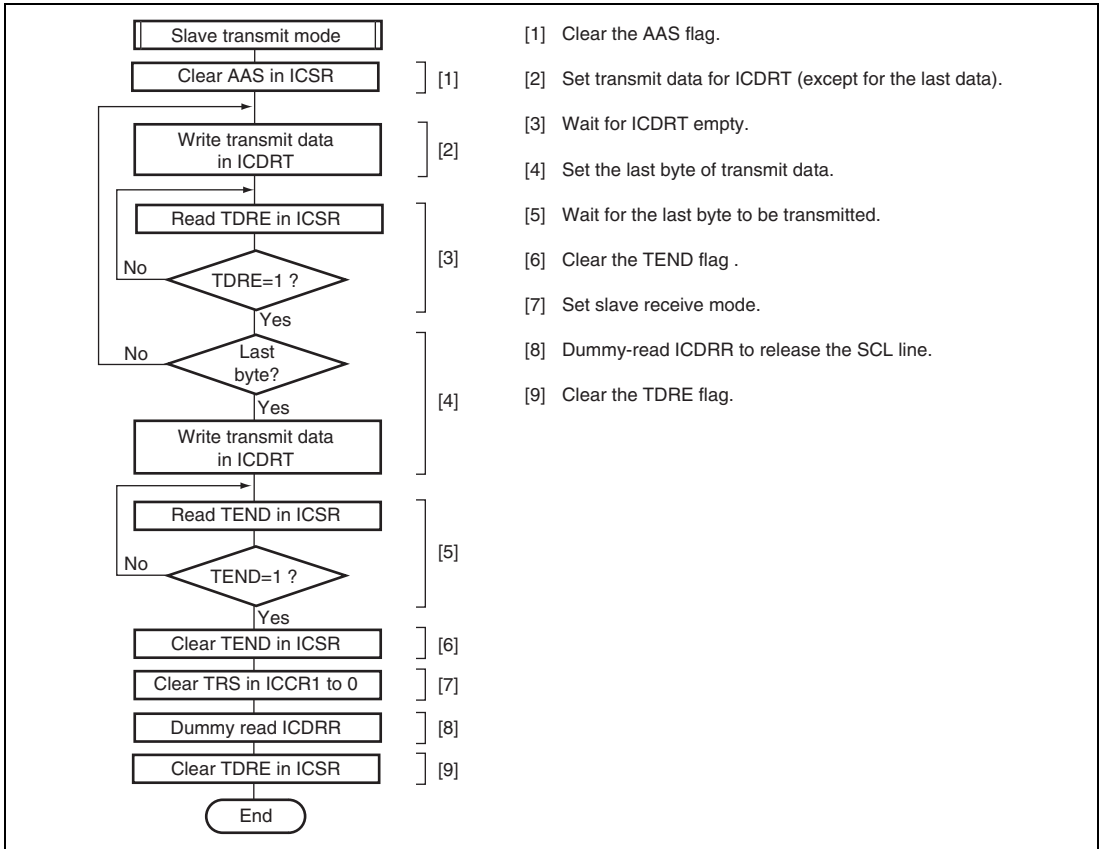 Slave transmit mode
Clear AAS in ICSR
[1]
Write transmit data
in ICDRT
[2]
Read TDRE in ICSR
No
TDRE=1 ?
[3]
Yes
No
Last
byte?
Yes
[4]
Write transmit data
in ICDRT
Read TEND in ICSR
No
TEND=1 ?
[5]
Yes
Clear TEND in ICSR
[6]
Clear TRS in ICCR1 to 0
[7]
Dummy read ICDRR
[8]
Clear TDRE in ICSR
[9]
End
[1] Clear the AAS flag.
[2] Set transmit data for ICDRT (except for the last data).
[3] Wait for ICDRT empty.
[4] Set the last byte of transmit data.
[5] Wait for the last byte to be transmitted.
[6] Clear the TEND flag .
[7] Set slave receive mode.
[8] Dummy-read ICDRR to release the SCL line.
[9] Clear the TDRE flag.